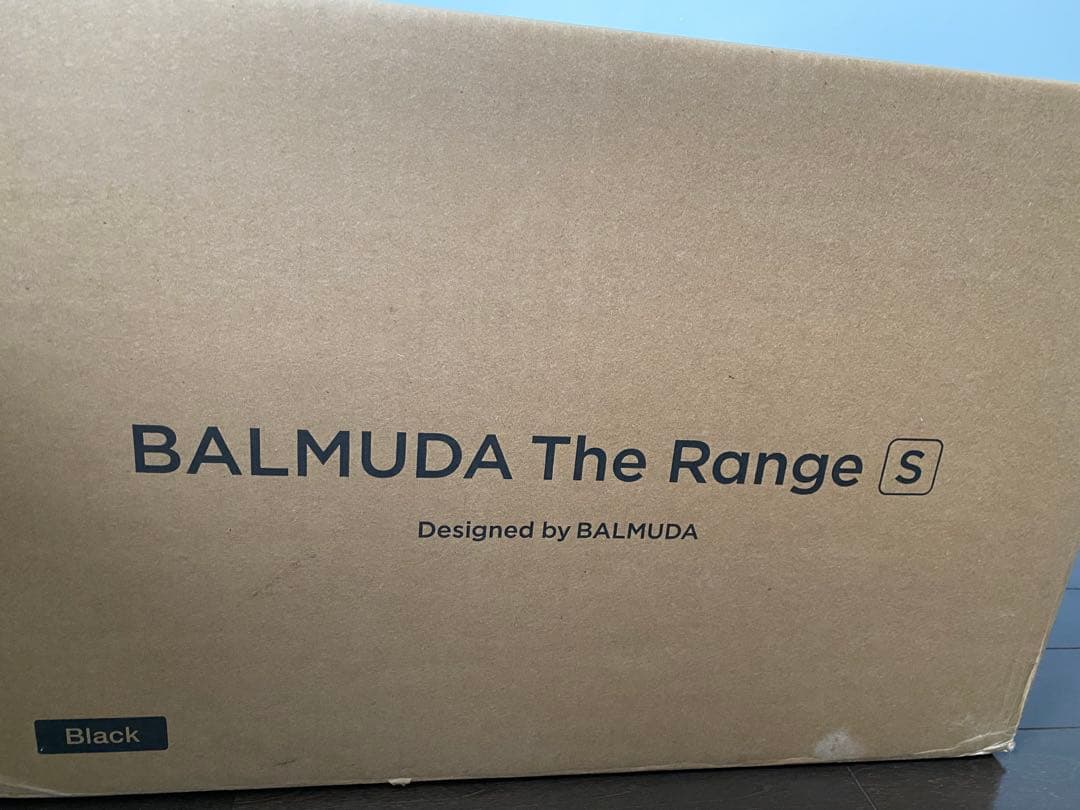 BALMUDA The Range S
Designed by BALMUDA
Black